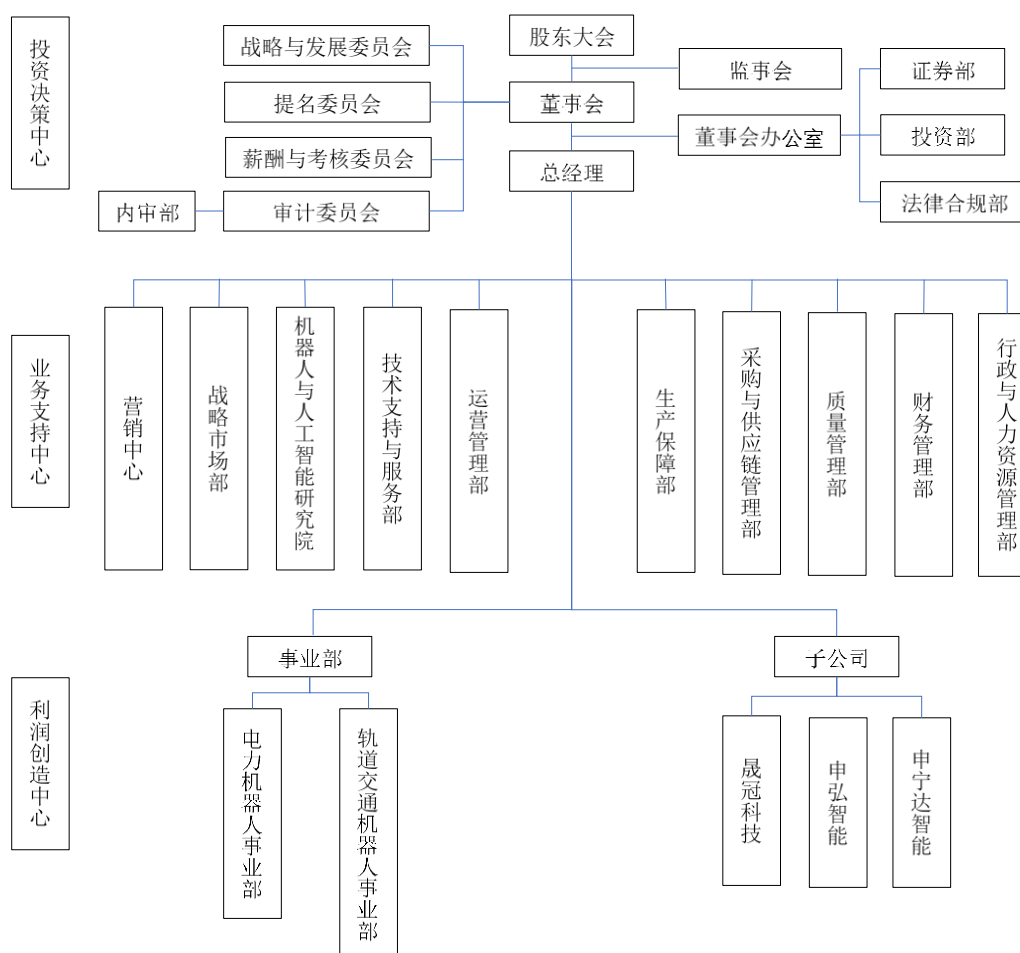 投资决策中心
战略与发展委员会
股东大会
监事会
证券部
提名委员会
董事会
董事会办公室
投资部
薪酬与考核委员会
总经理
内审部
审计委员会
法律合规部
业务支持中心
营销中心
战略市场部
机器人与人工智能研究院
技术支持与服务部
运营管理部
生产保障部
采购与供应链管理部
质量管理部
财务管理部
行政与人力资源管理部
利润创造中心
事业部
子公司
电力机器人事业部
轨道交通机器人事业部
晟冠科技
申弘智能
申宁达智能